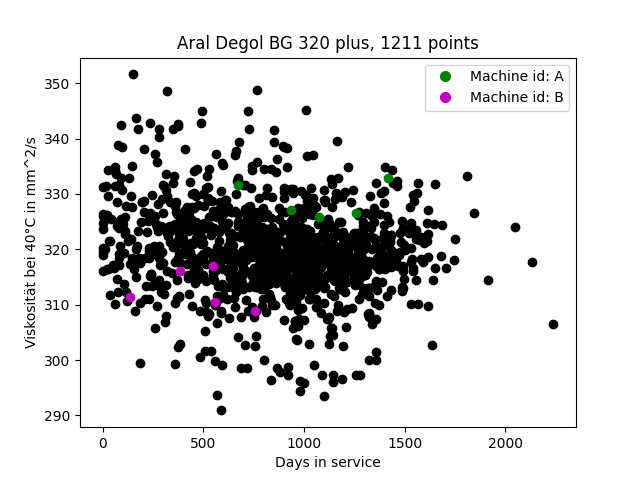 Aral Degol BG 320 plus, 1211 points
Machine id: A
Machine id: B
Viskosität bei 40°C in mm^2/s
350
340
330
320
310
300
290
0 500 1000 1500 2000
Days in service